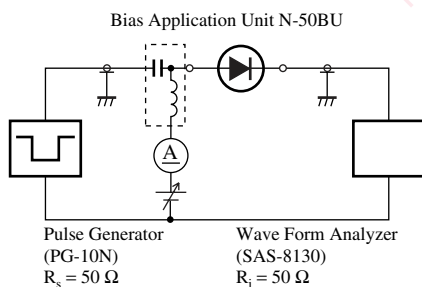 Bias Application Unit N-50BU
A
Pulse Generator
(PG-10N)
Rs = 50 Ω
Wave Form Analyzer
(SAS-8130)
Ri = 50 Ω